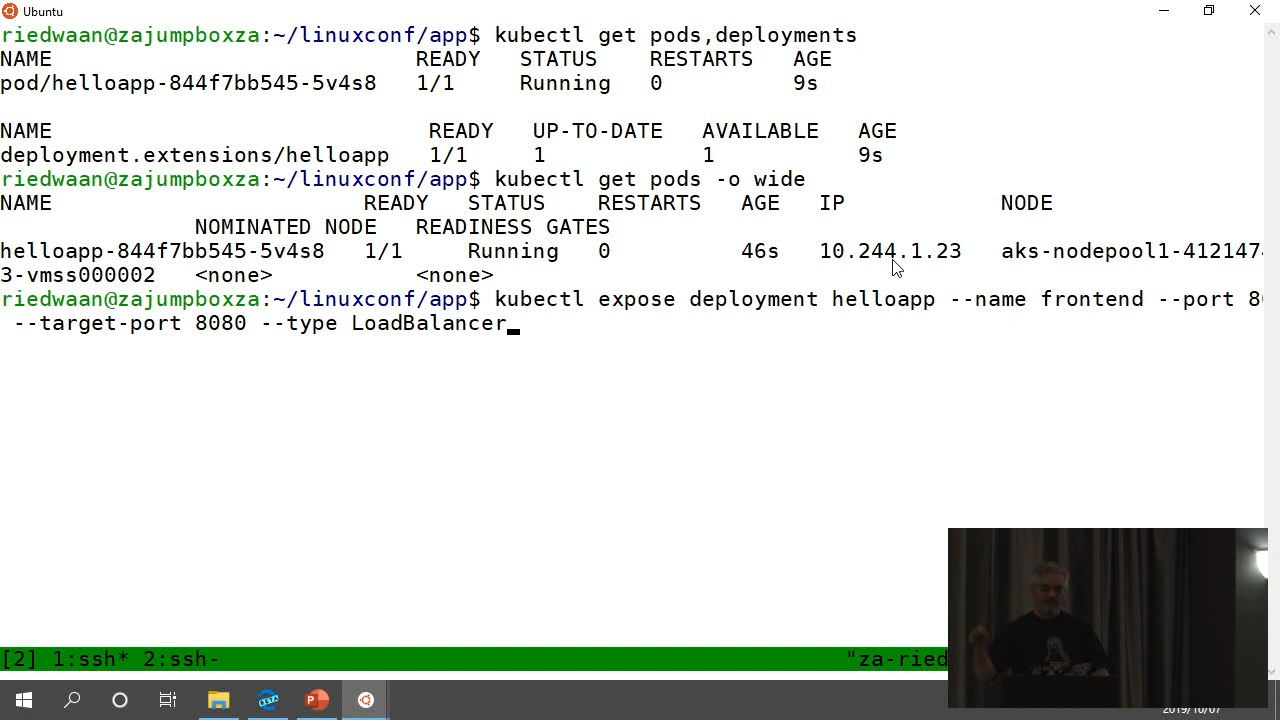 Ubuntu
riedwaan@zajumpboxza:~/linuxconf/app$ kubectl get pods,deployments
NAME READY STATUS RESTARTS AGE
pod/helloapp-844f7bb545-5v4s8 1/1 Running 0 9s
NAME READY UP-TO-DATE AVAILABLE AGE
deployment.extensions/helloapp 1/1 1 1 9s
riedwaan@zajumpboxza:~/linuxconf/app$ kubectl get pods -o wide
NAME READY STATUS RESTARTS AGE IP NODE
NOMINATED NODE READINESS GATES
helloapp-844f7bb545-5v4s8 1/1 Running 0 46s 10.244.1.23 aks-nodepool1-4121474
3-vmss000002 <none> <none>
riedwaan@zajumpboxza:~/linuxconf/app$ kubectl expose deployment helloapp --name frontend --port 80
--target-port 8080 --type LoadBalancer
[2] 1:ssh* 2:ssh- "za-ried
BETA
2019/10/07